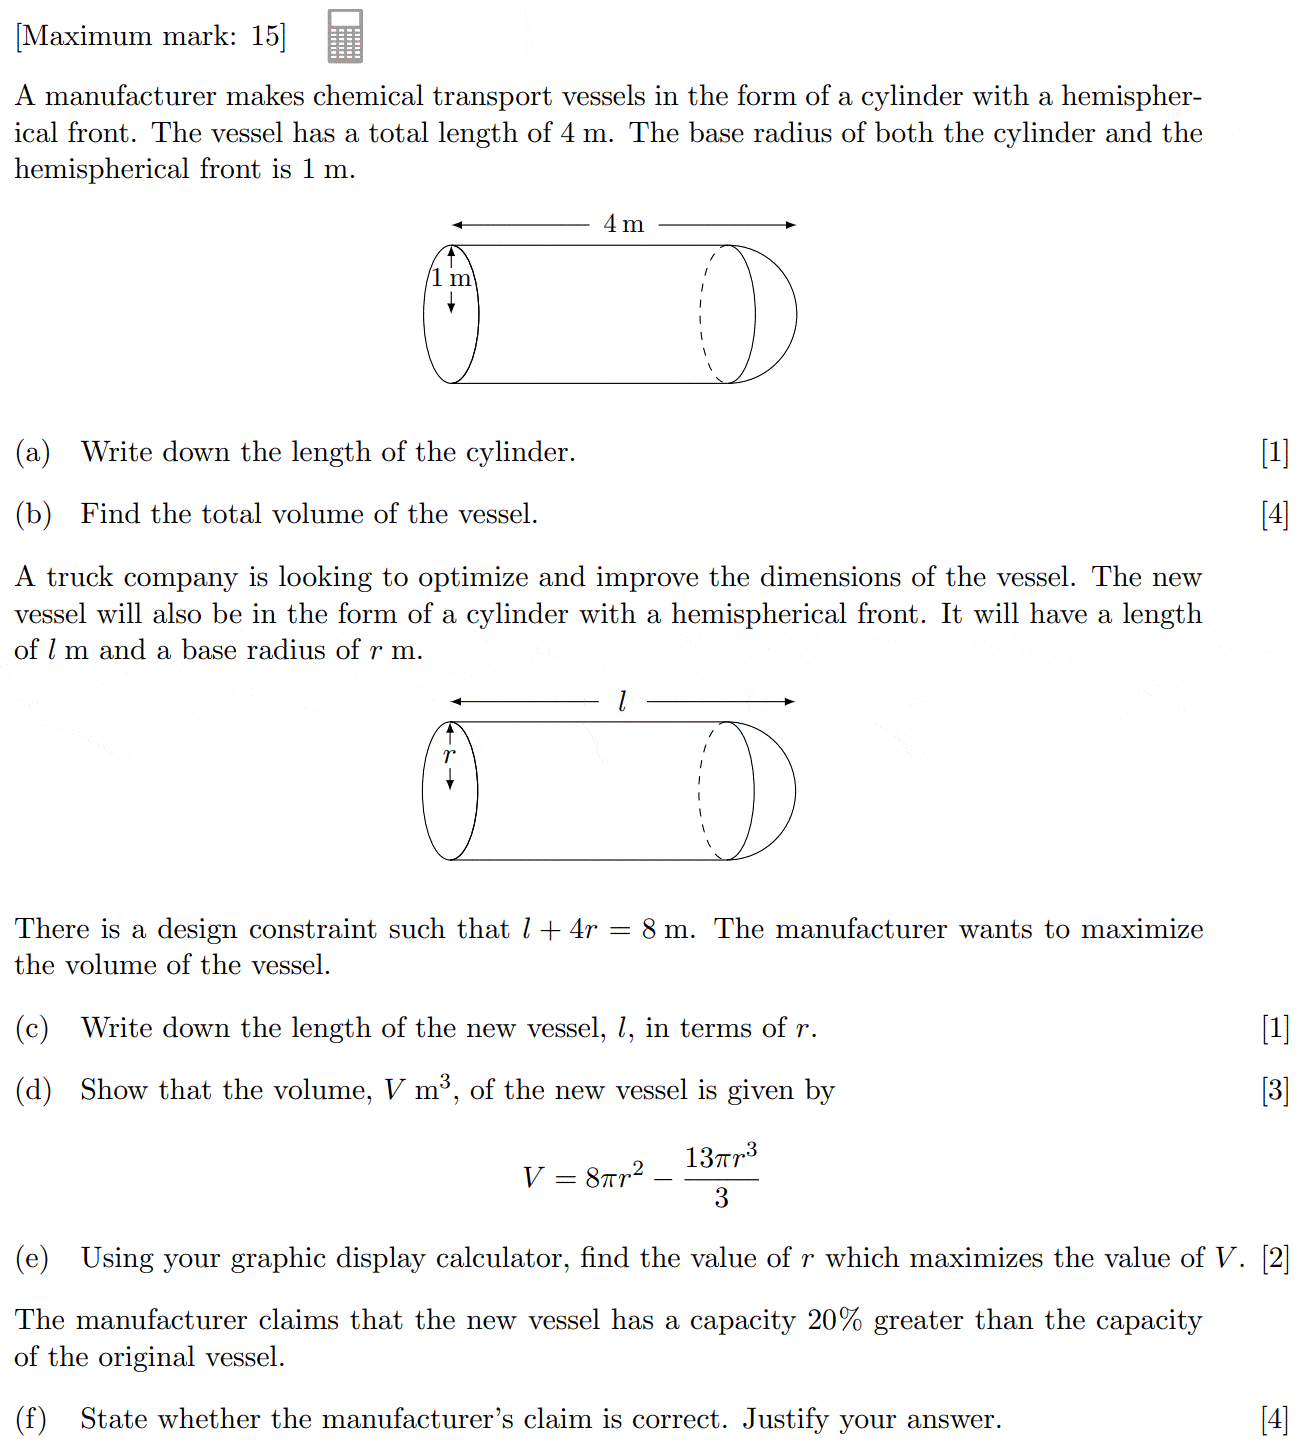 [Maximum mark: 15]
A manufacturer makes chemical transport vessels in the form of a cylinder with a hemispher-
ical front. The vessel has a total length of 4 m. The base radius of both the cylinder and the
hemispherical front is 1 m.
4 m
1 m
(a) Write down the length of the cylinder. [1]
(b) Find the total volume of the vessel. [4]
A truck company is looking to optimize and improve the dimensions of the vessel. The new
vessel will also be in the form of a cylinder with a hemispherical front. It will have a length
of l m and a base radius of r m.
l
r
There is a design constraint such that l + 4r = 8 m. The manufacturer wants to maximize
the volume of the vessel.
(c) Write down the length of the new vessel, l, in terms of r. [1]
(d) Show that the volume, V m³, of the new vessel is given by [3]
V = 8πr² − 13πr³/3
(e) Using your graphic display calculator, find the value of r which maximizes the value of V. [2]
The manufacturer claims that the new vessel has a capacity 20% greater than the capacity
of the original vessel.
(f) State whether the manufacturer's claim is correct. Justify your answer. [4]